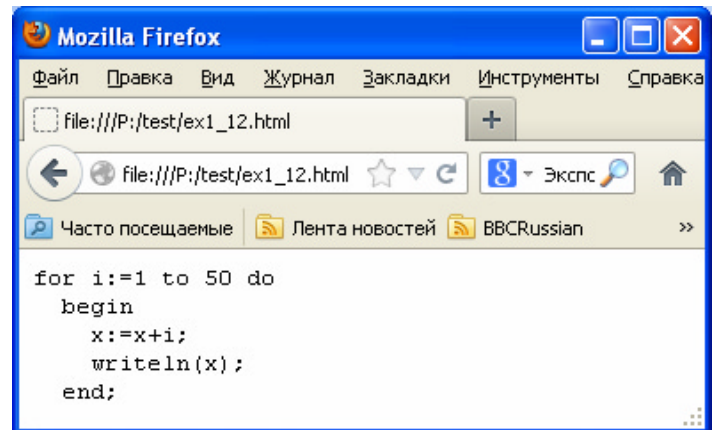 Mozilla Firefox
Файл Правка Вид Журнал Закладки Инструменты Справка
file:///P:/test/ex1_12.html +
file:///P:/test/ex1_12.html 8 Экспс
Часто посещаемые Лента новостей BBCRussian »
for i:=1 to 50 do
  begin
    x:=x+i;
    writeln(x);
  end;